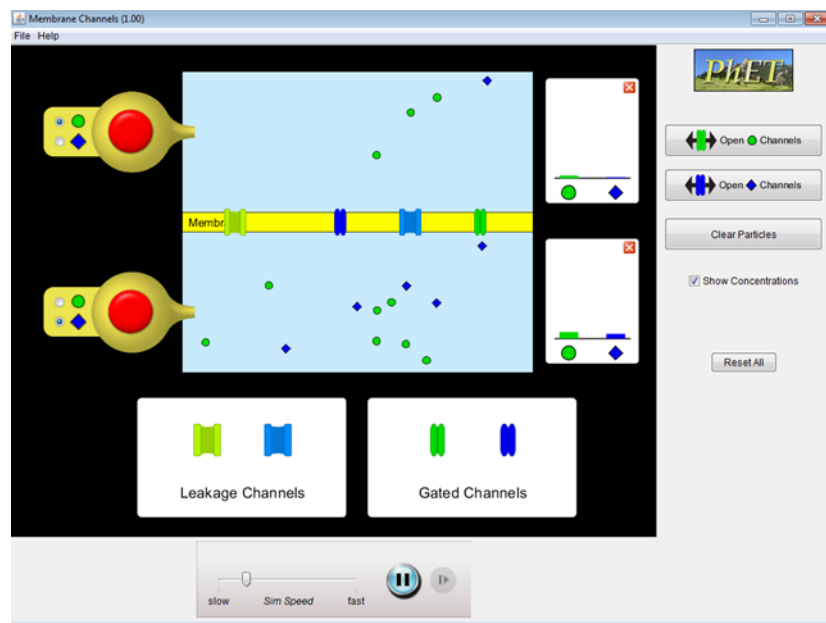 Membrane Channels (1.00)
File Help
PhET
Open Channels
Open Channels
Membr
Clear Particles
Show Concentrations
Reset All
Leakage Channels
Gated Channels
slow Sim Speed fast